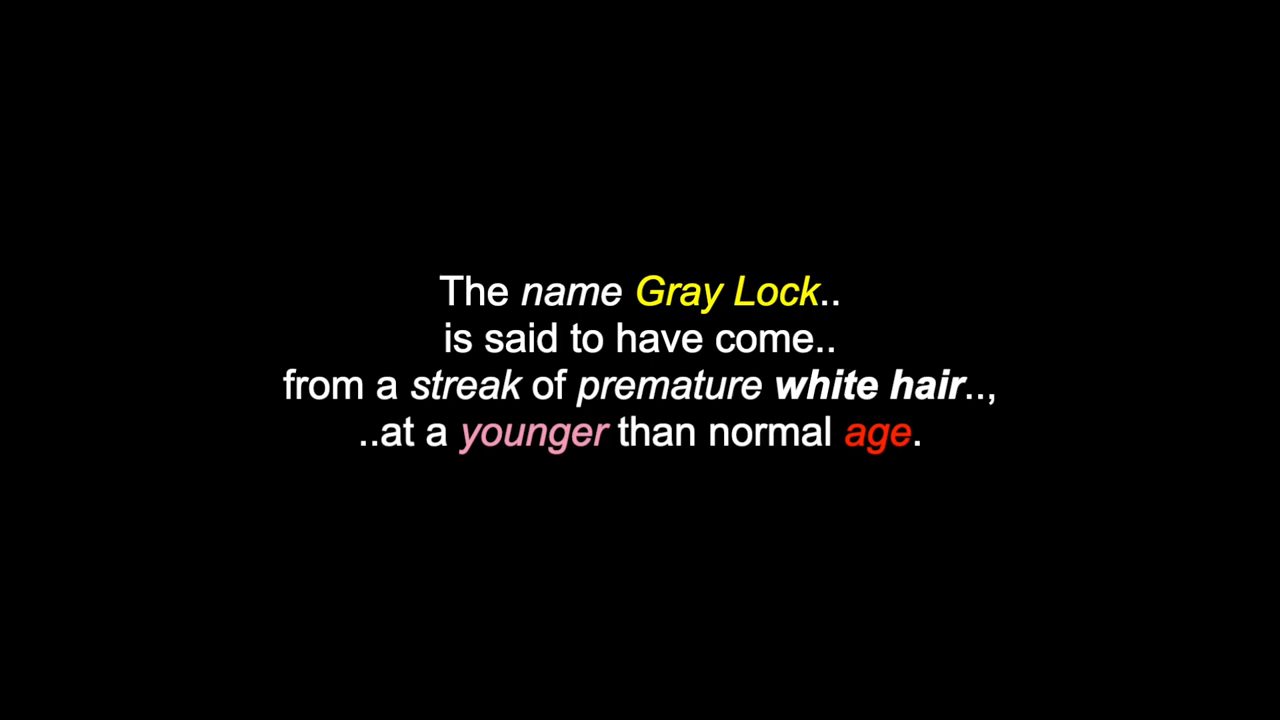 The name Gray Lock..
is said to have come..
from a streak of premature white hair..,
..at a younger than normal age.